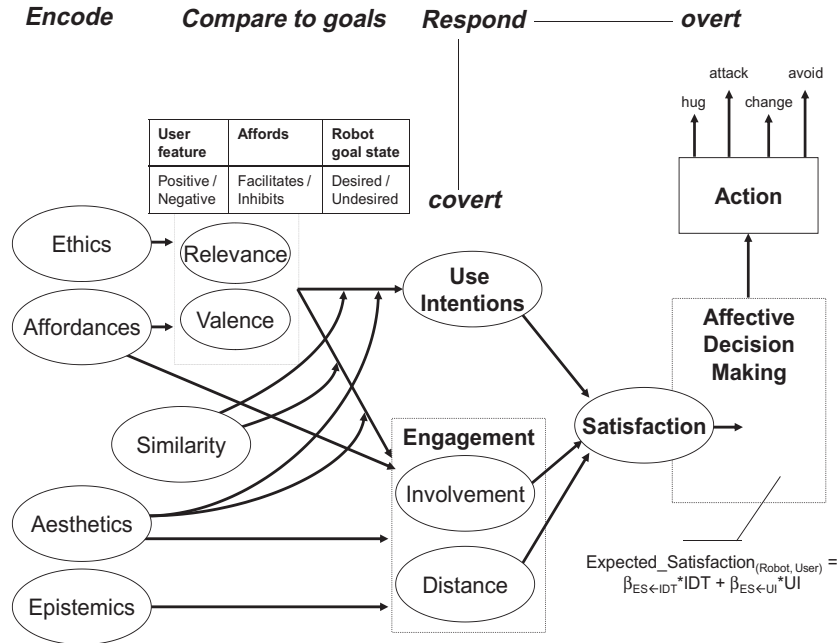 Encode
Compare to goals
Respond
overt
attack
avoid
hug
change
User
feature
Affords
Robot
goal state
Positive /
Negative
Facilitates /
Inhibits
Desired /
Undesired
covert
Action
Ethics
Relevance
Use
Intentions
Affordances
Valence
Affective
Decision
Making
Similarity
Engagement
Satisfaction
Involvement
Aesthetics
Distance
Epistemics
Expected_Satisfaction(Robot, User) =
βES←IDT*IDT + βES←UI*UI